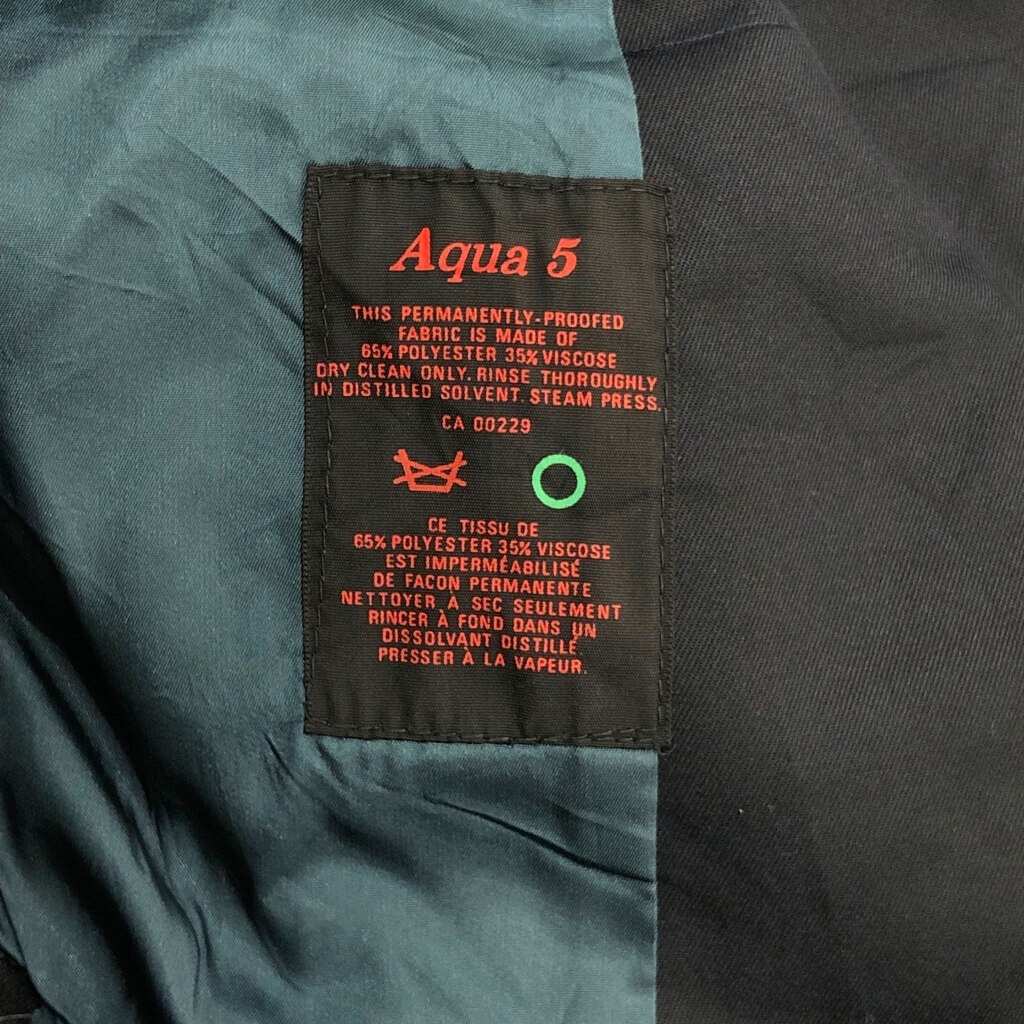 Aqua 5
THIS PERMANENTLY-PROOFED
FABRIC IS MADE OF
65% POLYESTER 35% VISCOSE
DRY CLEAN ONLY. RINSE THOROUGHLY
IN DISTILLED SOLVENT. STEAM PRESS.
CA 00229
CE TISSU DE
65% POLYESTER 35% VISCOSE
EST IMPERMÉABILISÉ
DE FACON PERMANENTE
NETTOYER À SEC SEULEMENT
RINCER À FOND DANS UN
DISSOLVANT DISTILLÉ
PRESSER À LA VAPEUR.